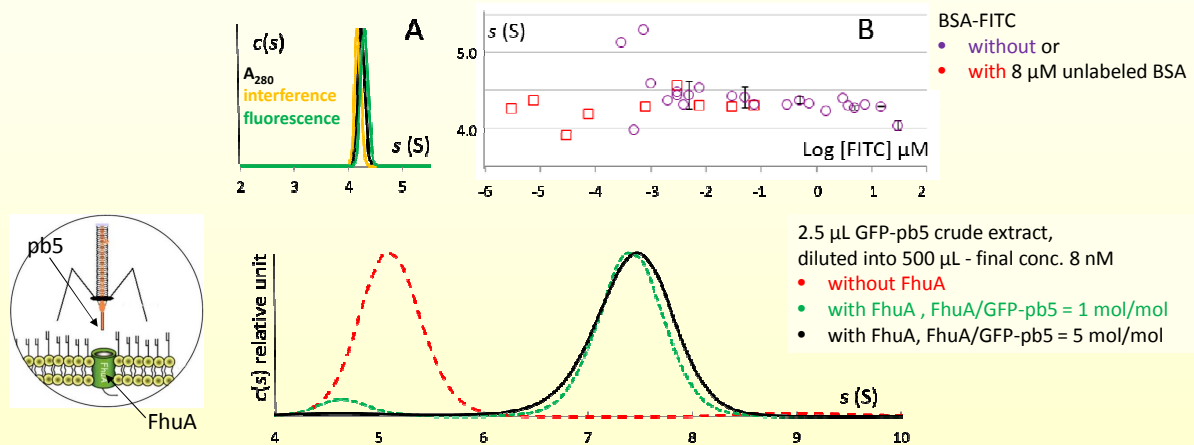 A
c(s)
A280
interference
fluorescence
s (S)
2
3
4
5
B
s (S)
5.0
4.0
Log [FITC] µM
-6
-5
-4
-3
-2
-1
0
1
2
BSA-FITC
• without or
• with 8 µM unlabeled BSA
pb5
FhuA
FhuA
c(s) relative unit
s (S)
4
5
6
7
8
9
10
2.5 µL GFP-pb5 crude extract,
diluted into 500 µL - final conc. 8 nM
• without FhuA
• with FhuA , FhuA/GFP-pb5 = 1 mol/mol
• with FhuA, FhuA/GFP-pb5 = 5 mol/mol